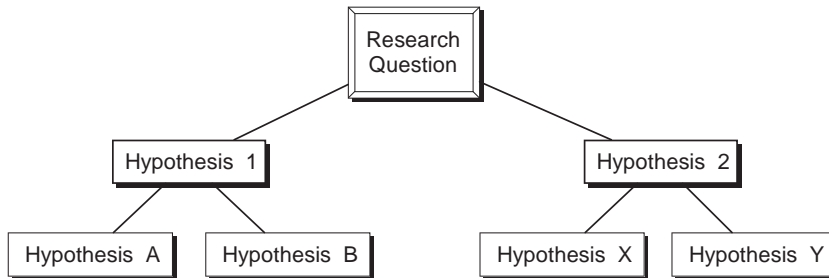 Research
Question
Hypothesis 1
Hypothesis 2
Hypothesis A
Hypothesis B
Hypothesis X
Hypothesis Y